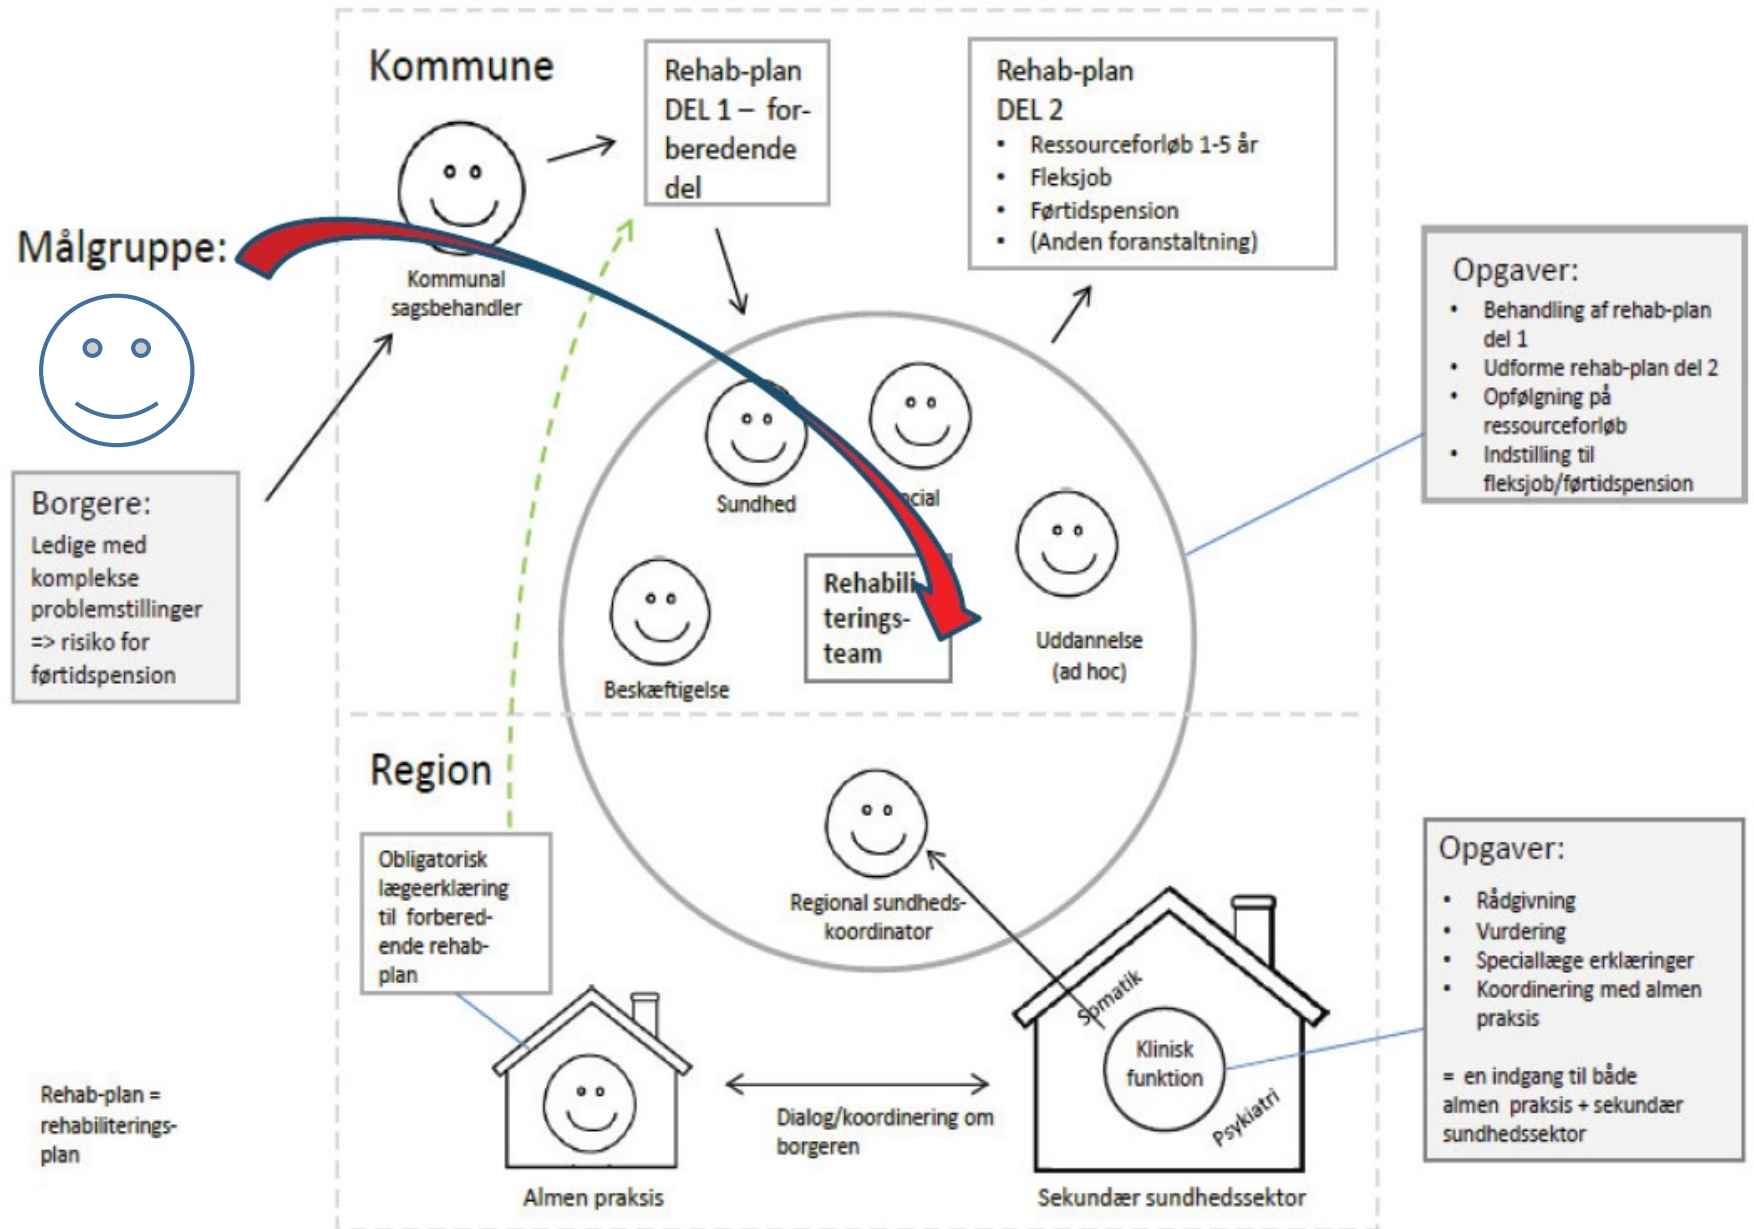 Kommune
Rehab-plan
DEL 1 – for-
beredende
del
Rehab-plan
DEL 2
• Ressourceforløb 1-5 år
• Fleksjob
• Førtidspension
• (Anden foranstaltning)
Målgruppe:
Kommunal
sagsbehandler
Opgaver:
• Behandling af rehab-plan
del 1
• Udforme rehab-plan del 2
• Opfølgning på
ressourceforløb
• Indstilling til
fleksjob/førtidspension
Borgere:
Ledige med
komplekse
problemstillinger
=> risiko for
førtidspension
Sundhed
Rehabili
terings-
team
Uddannelse
(ad hoc)
Beskæftigelse
Region
Obligatorisk
lægeerklæring
til forbered-
ende rehab-
plan
Regional sundheds-
koordinator
Opgaver:
• Rådgivning
• Vurdering
• Speciallæge erklæringer
• Koordinering med almen
praksis
= en indgang til både
almen praksis + sekundær
sundhedssektor
Somatik
Klinisk
funktion
Psykiatri
Rehab-plan =
rehabiliterings-
plan
Dialog/koordinering om
borgeren
Almen praksis
Sekundær sundhedssektor